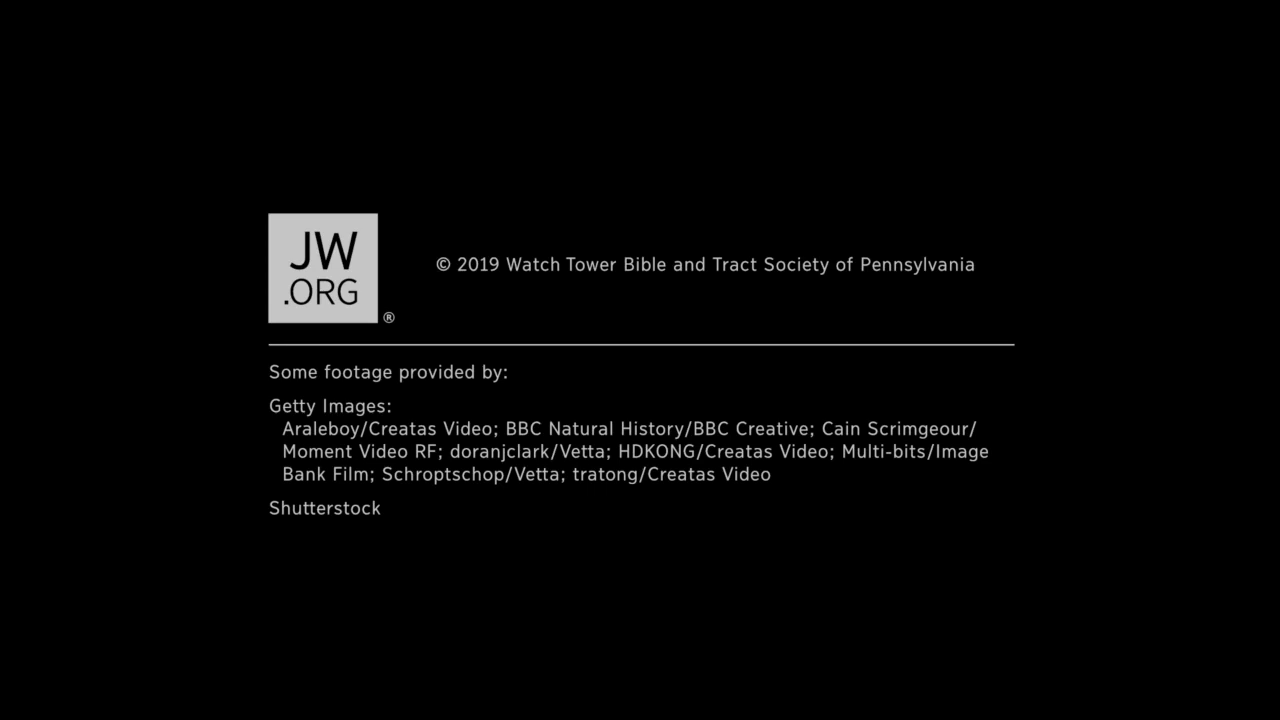 JW
.ORG
®
© 2019 Watch Tower Bible and Tract Society of Pennsylvania
Some footage provided by:
Getty Images:
Araleboy/Creatas Video; BBC Natural History/BBC Creative; Cain Scrimgeour/
Moment Video RF; doranjclark/Vetta; HDKONG/Creatas Video; Multi-bits/Image
Bank Film; Schroptschop/Vetta; tratong/Creatas Video
Shutterstock